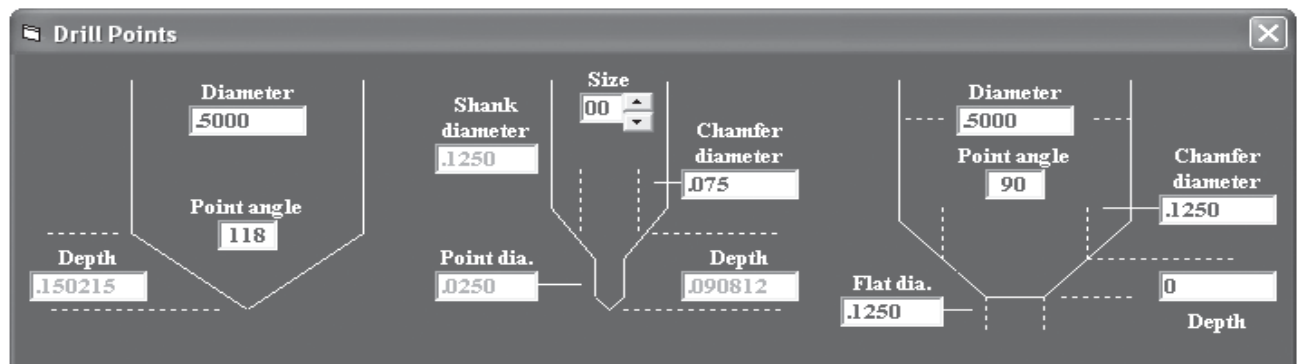 Drill Points
Diameter
.5000
Point angle
118
Depth
.150215
Size
00
Shank
diameter
.1250
Chamfer
diameter
.075
Point dia.
.0250
Depth
.090812
Diameter
.5000
Point angle
90
Chamfer
diameter
.1250
Flat dia.
.1250
0
Depth